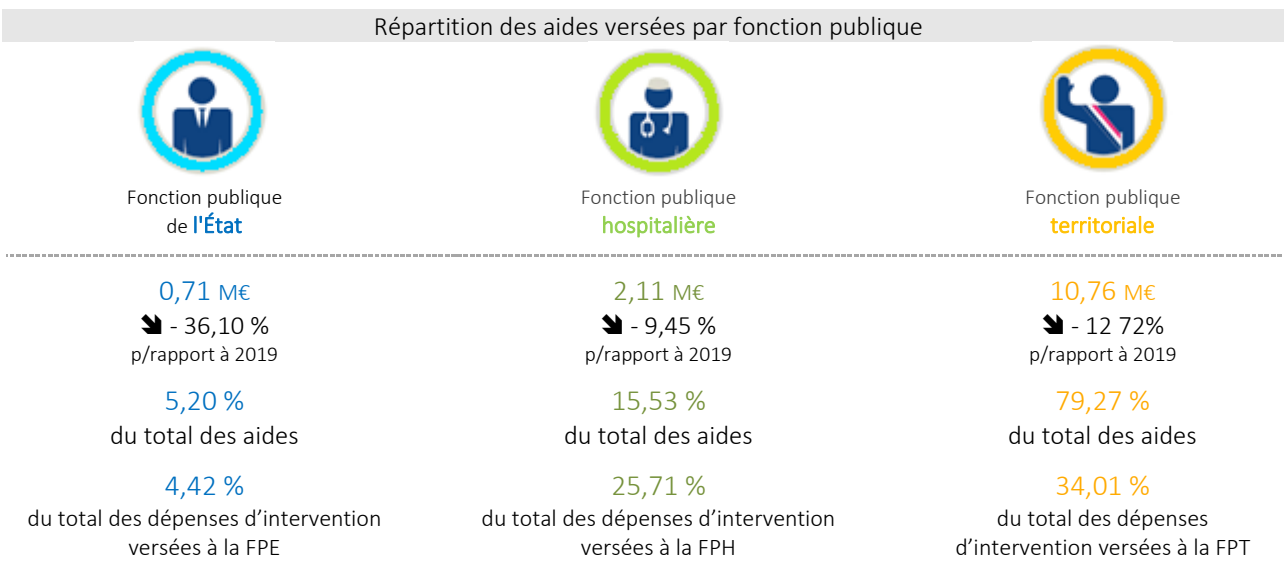 Répartition des aides versées par fonction publique
Fonction publique
de l'État
0,71 M€
- 36,10 %
p/rapport à 2019
5,20 %
du total des aides
4,42 %
du total des dépenses d’intervention
versées à la FPE
Fonction publique
hospitalière
2,11 M€
- 9,45 %
p/rapport à 2019
15,53 %
du total des aides
25,71 %
du total des dépenses d’intervention
versées à la FPH
Fonction publique
territoriale
10,76 M€
- 12 72%
p/rapport à 2019
79,27 %
du total des aides
34,01 %
du total des dépenses
d’intervention versées à la FPT